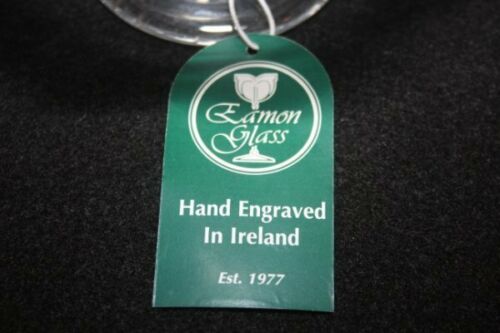 Eamon
Glass
Hand Engraved
In Ireland
Est. 1977